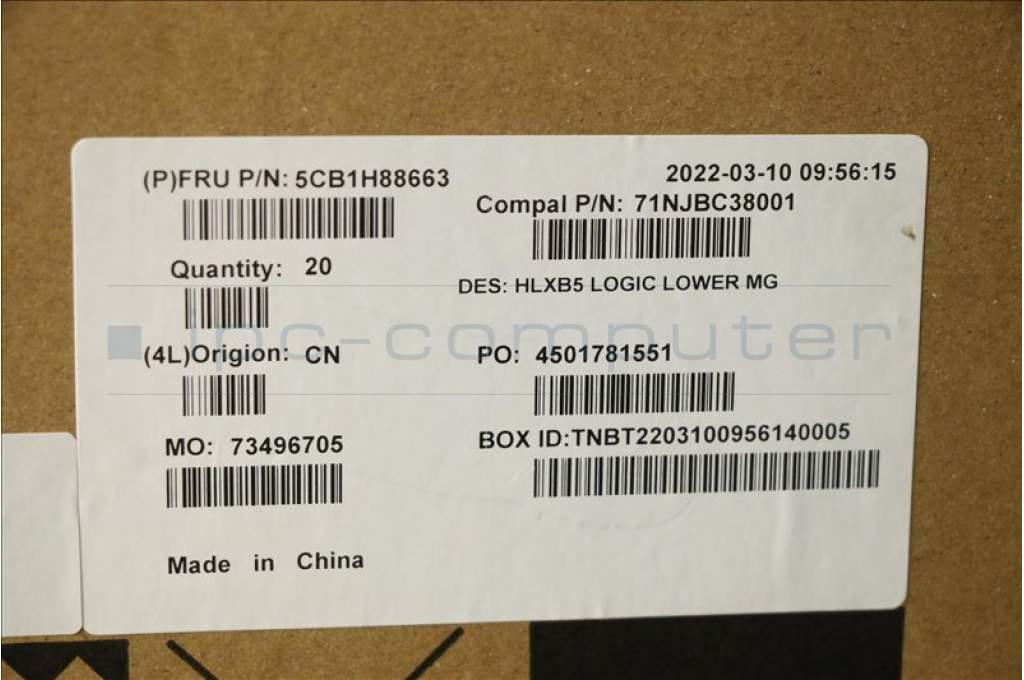 (P)FRU P/N: 5CB1H88663
2022-03-10 09:56:15
Compal P/N: 71NJBC38001
Quantity: 20
DES: HLXB5 LOGIC LOWER MG
ipc-computer
(4L)Origion: CN
PO: 4501781551
MO: 73496705
BOX ID:TNBT2203100956140005
Made in China